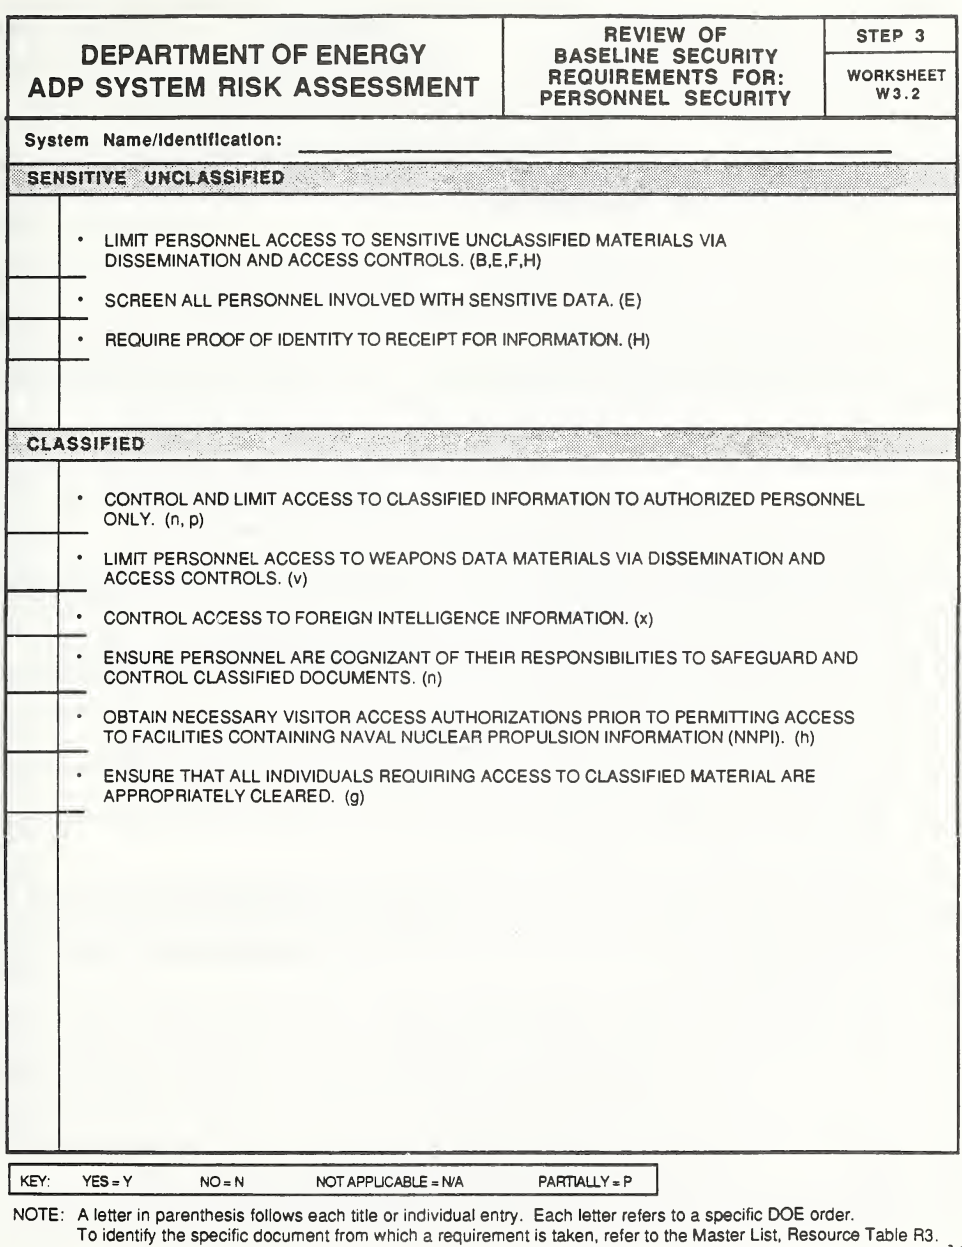 DEPARTMENT OF ENERGY
ADP SYSTEM RISK ASSESSMENT
REVIEW OF
BASELINE SECURITY
REQUIREMENTS FOR:
PERSONNEL SECURITY
STEP 3
WORKSHEET
W3.2
System Name/Identification:
SENSITIVE UNCLASSIFIED
• LIMIT PERSONNEL ACCESS TO SENSITIVE UNCLASSIFIED MATERIALS VIA
DISSEMINATION AND ACCESS CONTROLS. (B,E,F,H)
• SCREEN ALL PERSONNEL INVOLVED WITH SENSITIVE DATA. (E)
• REQUIRE PROOF OF IDENTITY TO RECEIPT FOR INFORMATION. (H)
CLASSIFIED
• CONTROL AND LIMIT ACCESS TO CLASSIFIED INFORMATION TO AUTHORIZED PERSONNEL
ONLY. (n, p)
• LIMIT PERSONNEL ACCESS TO WEAPONS DATA MATERIALS VIA DISSEMINATION AND
ACCESS CONTROLS. (v)
• CONTROL ACCESS TO FOREIGN INTELLIGENCE INFORMATION. (x)
• ENSURE PERSONNEL ARE COGNIZANT OF THEIR RESPONSIBILITIES TO SAFEGUARD AND
CONTROL CLASSIFIED DOCUMENTS. (n)
• OBTAIN NECESSARY VISITOR ACCESS AUTHORIZATIONS PRIOR TO PERMITTING ACCESS
TO FACILITIES CONTAINING NAVAL NUCLEAR PROPULSION INFORMATION (NNPI). (h)
• ENSURE THAT ALL INDIVIDUALS REQUIRING ACCESS TO CLASSIFIED MATERIAL ARE
APPROPRIATELY CLEARED. (g)
KEY: YES = Y NO = N NOT APPLICABLE = N/A PARTIALLY = P
NOTE: A letter in parenthesis follows each title or individual entry. Each letter refers to a specific DOE order.
To identify the specific document from which a requirement is taken, refer to the Master List, Resource Table R3.